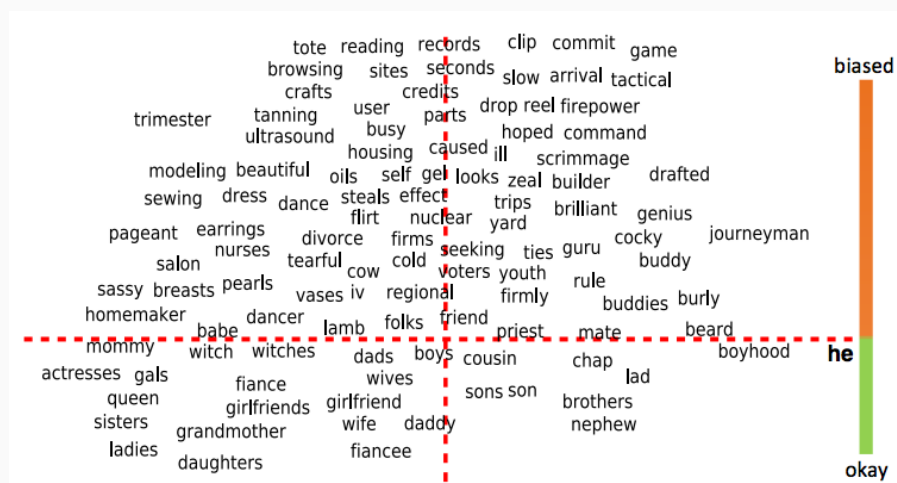 tote reading records clip commit game
biased
browsing sites seconds slow arrival tactical
crafts credits
trimester tanning user parts drop reel firepower
ultrasound busy hoped command
housing caused ill scrimmage
modeling beautiful oils self gel looks zeal builder drafted
sewing dress dance steals effect trips brilliant genius
flirt nuclear yard
pageant earrings divorce firms seeking ties guru cocky journeyman
nurses
salon tearful cow cold voters youth rule buddy
sassy breasts pearls vases iv regional firmly buddies burly
homemaker babe dancer lamb folks friend priest mate beard
mommy witch witches dads boys cousin chap boyhood he
actresses gals fiance wives sons son lad
queen girlfriends girlfriend brothers
sisters grandmother wife daddy nephew
ladies daughters fiancee
okay